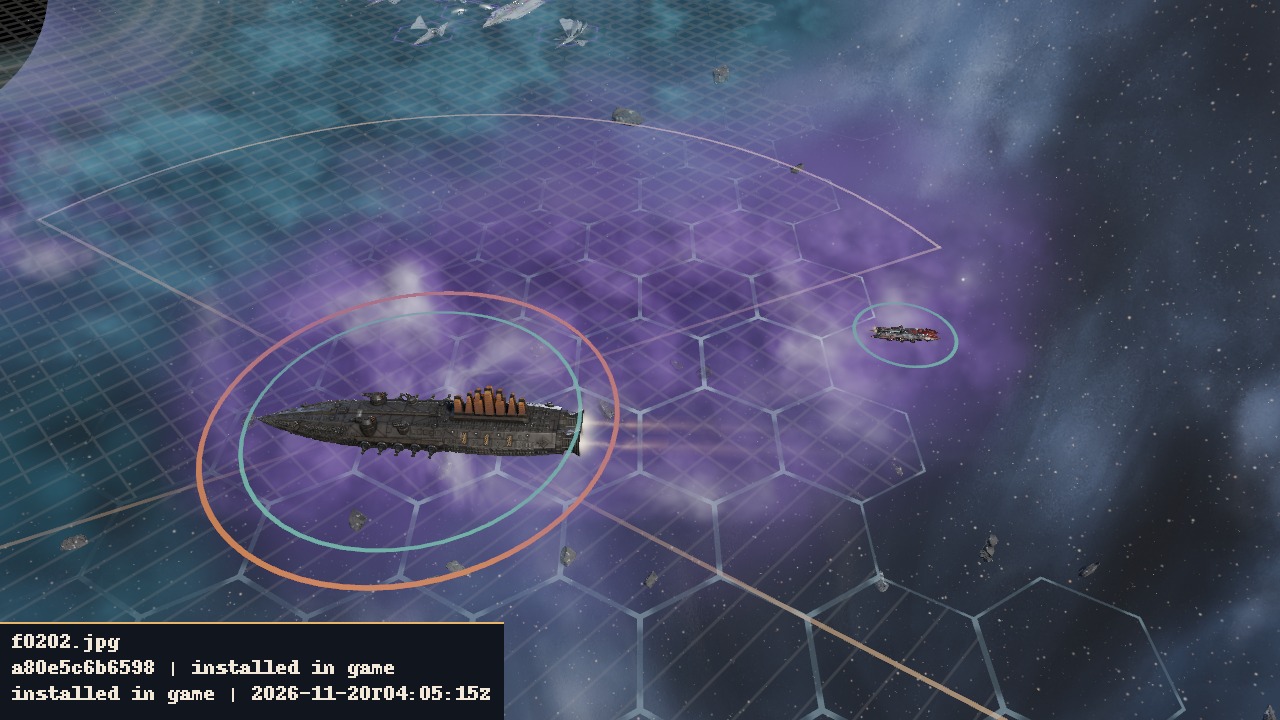 f0202.jpg
a80e5c6b6598 | installed in game
installed in game | 2026-11-20T04:05:15Z